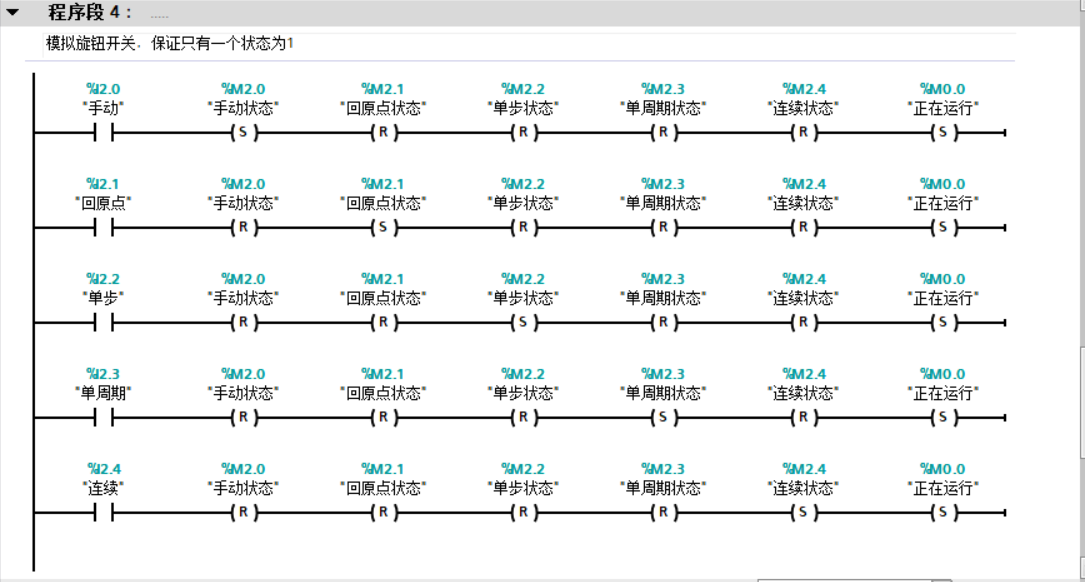 程序段 4： .....
模拟旋钮开关．保证只有一个状态为1
%I2.0 %M2.0 %M2.1 %M2.2 %M2.3 %M2.4 %M0.0
"手动" "手动状态" "回原点状态" "单步状态" "单周期状态" "连续状态" "正在运行"
S R R R R S
%I2.1 %M2.0 %M2.1 %M2.2 %M2.3 %M2.4 %M0.0
"回原点" "手动状态" "回原点状态" "单步状态" "单周期状态" "连续状态" "正在运行"
R S R R R S
%I2.2 %M2.0 %M2.1 %M2.2 %M2.3 %M2.4 %M0.0
"单步" "手动状态" "回原点状态" "单步状态" "单周期状态" "连续状态" "正在运行"
R R S R R S
%I2.3 %M2.0 %M2.1 %M2.2 %M2.3 %M2.4 %M0.0
"单周期" "手动状态" "回原点状态" "单步状态" "单周期状态" "连续状态" "正在运行"
R R R S R S
%I2.4 %M2.0 %M2.1 %M2.2 %M2.3 %M2.4 %M0.0
"连续" "手动状态" "回原点状态" "单步状态" "单周期状态" "连续状态" "正在运行"
R R R R S S